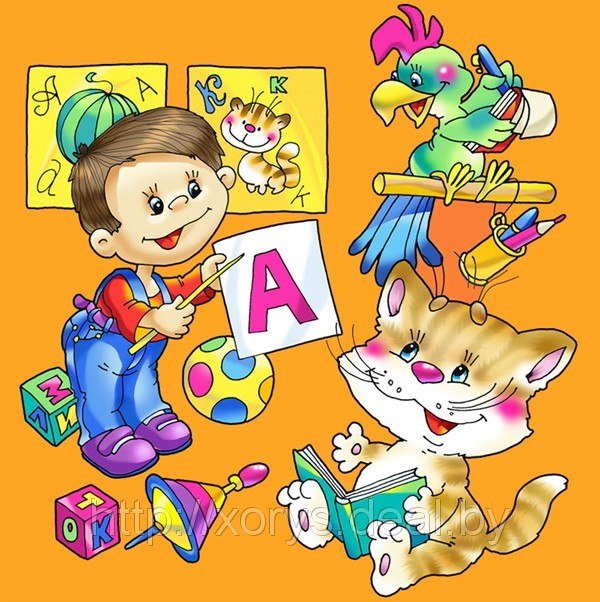 А А
а а
К к
К к
А
М
Л И
Т
О К
http://xorys.deal.by